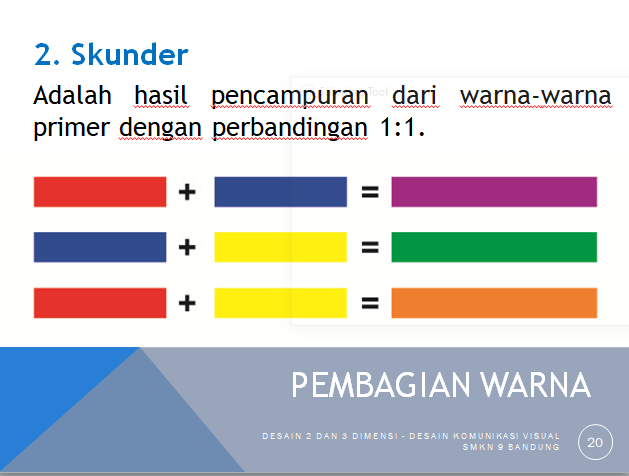 2. Skunder
Adalah hasil pencampuran dari warna-warna
primer dengan perbandingan 1:1.
+ =
+ =
+ =
PEMBAGIAN WARNA
DESAIN 2 DAN 3 DIMENSI - DESAIN KOMUNIKASI VISUAL
SMKN 9 BANDUNG
20